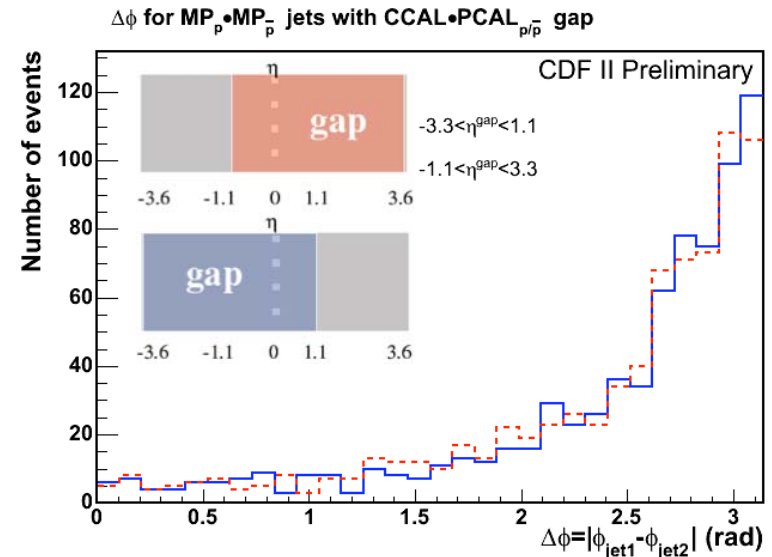 Δϕ for MPp•MPp̅ jets with CCAL•PCALp/p̅ gap
CDF II Preliminary
Number of events
120
100
80
60
40
20
0
η
gap
-3.6 -1.1 0 1.1 3.6
-3.3<ηgap<1.1
-1.1<ηgap<3.3
η
gap
-3.6 -1.1 0 1.1 3.6
0 0.5 1 1.5 2 2.5 3
Δϕ=|ϕjet1-ϕjet2| (rad)